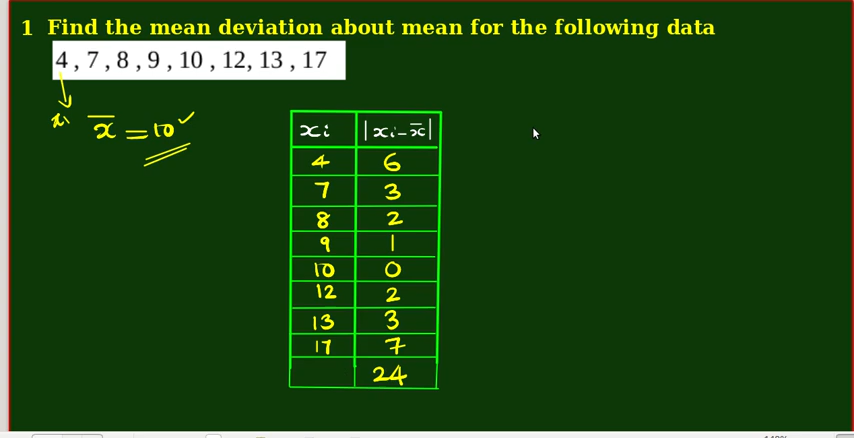 1 Find the mean deviation about mean for the following data
4 , 7 , 8 , 9 , 10 , 12, 13 , 17
xi
x̅ = 10 ✓
xi |xi - x̅|
4 6
7 3
8 2
9 1
10 0
12 2
13 3
17 7
24